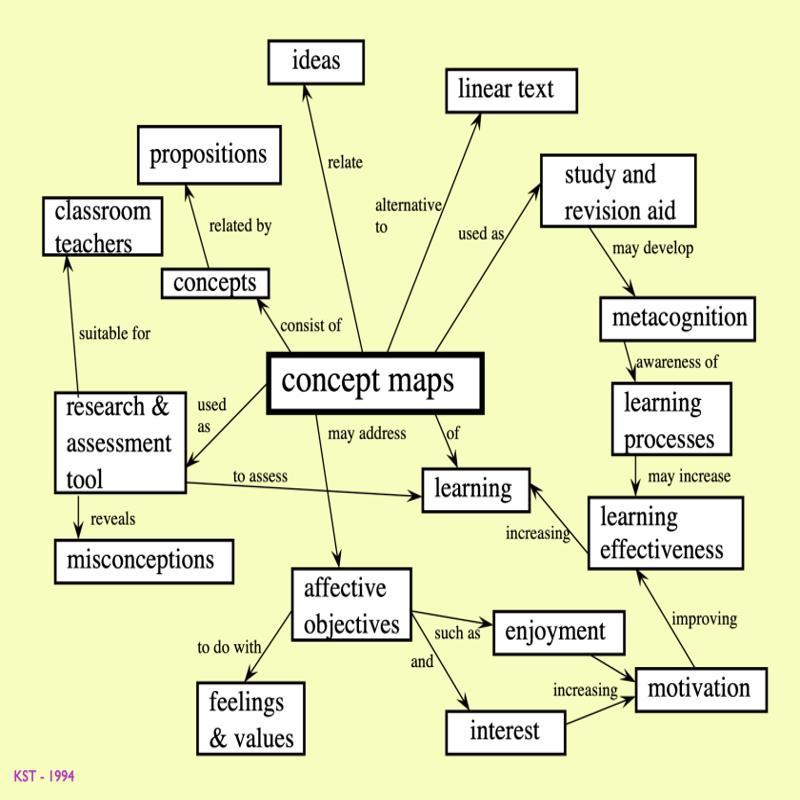 ideas
linear text
propositions
study and
revision aid
relate
classroom
teachers
alternative
to
related by
used as
may develop
concepts
metacognition
consist of
suitable for
awareness of
concept maps
research &
assessment
tool
used
as
learning
processes
may address
of
to assess
learning
may increase
reveals
learning
effectiveness
increasing
misconceptions
affective
objectives
such as
enjoyment
improving
to do with
and
increasing
motivation
feelings
& values
interest
KST - 1994